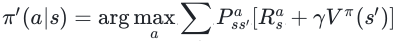 π′(a|s) = arg max_a ∑ P^a_{ss′}[R^a_s + γV^π(s′)]